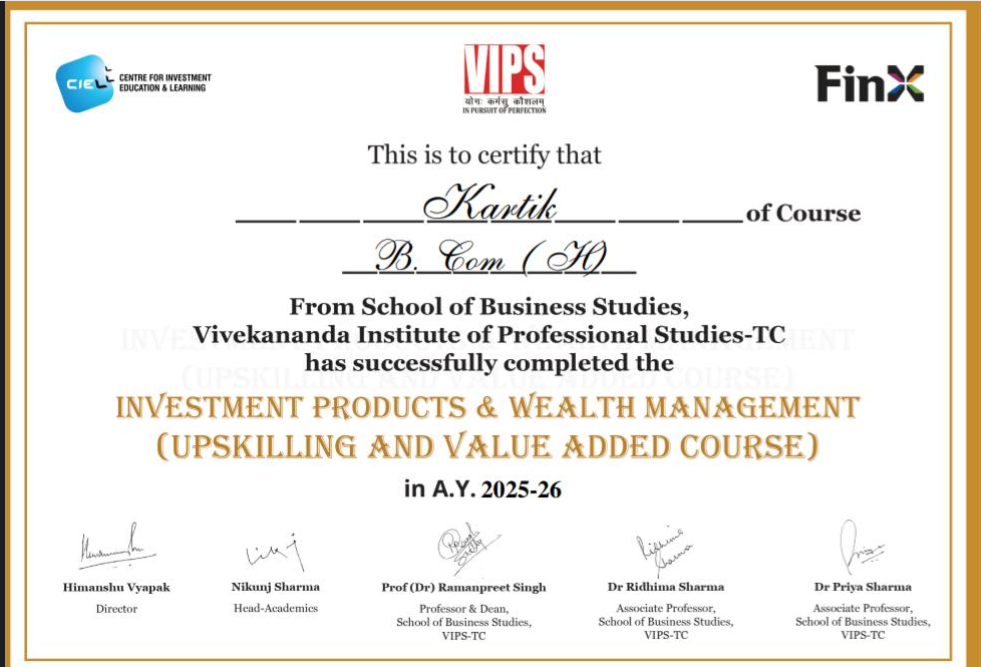 CIEL
CENTRE FOR INVESTMENT
EDUCATION & LEARNING
VIPS
योगः कर्मसु कौशलम्
IN PURSUIT OF PERFECTION
FinX
This is to certify that
Kartik of Course
B. Com (H)
From School of Business Studies,
Vivekananda Institute of Professional Studies-TC
has successfully completed the
INVESTMENT PRODUCTS & WEALTH MANAGEMENT
(UPSKILLING AND VALUE ADDED COURSE)
in A.Y. 2025-26
Himanshu Vyapak
Director
Nikunj Sharma
Head-Academics
Prof (Dr) Ramanpreet Singh
Professor & Dean,
School of Business Studies,
VIPS-TC
Dr Ridhima Sharma
Associate Professor,
School of Business Studies,
VIPS-TC
Dr Priya Sharma
Associate Professor,
School of Business Studies,
VIPS-TC